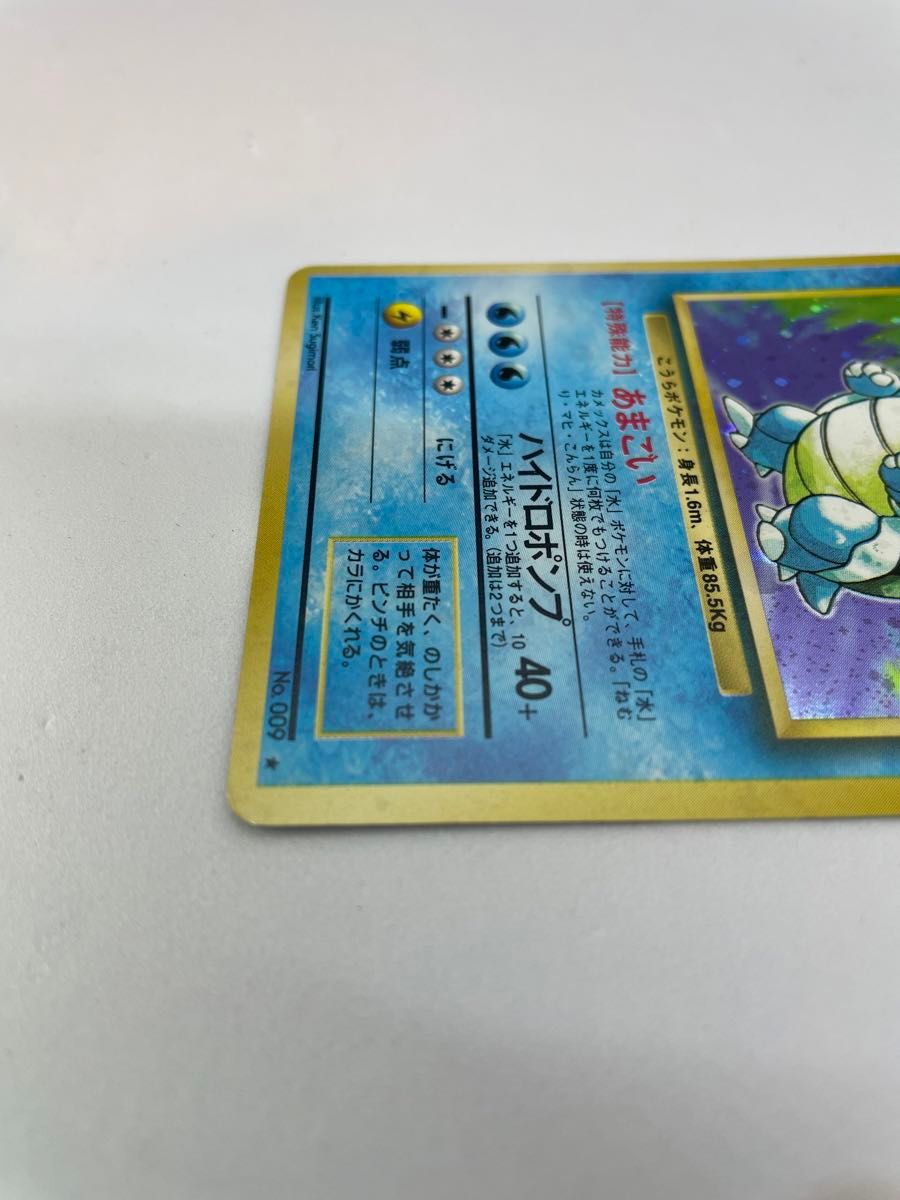 こうらポケモン：身長1.6m、体重85.5Kg
【特殊能力】あまごい
カメックスは自分の「水」ポケモンに対して、手札の「水」
エネルギーを1度に何枚でもつけることができる。「ねむ
り・マヒ・こんらん」状態の時は使えない。
ハイドロポンプ 40+
「水」エネルギーを1つ追加すると、10
ダメージ追加できる。（追加は2つまで）
にげる
弱点
体が重たく、のしかか
って相手を気絶させ
る。ピンチのときは、
カラにかくれる。
Illus. Ken Sugimori
No.009 ★